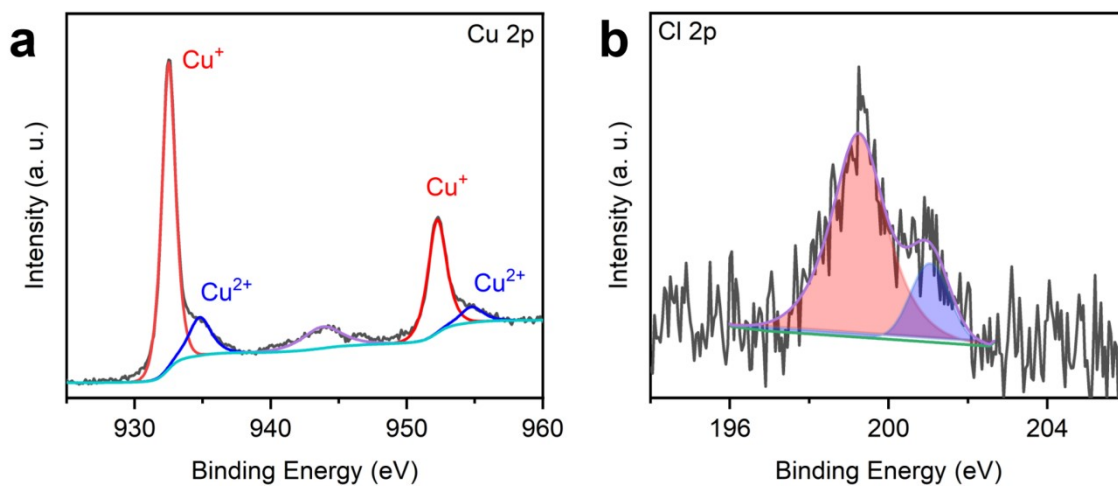 a
Cu 2p
Cu⁺
Cu²⁺
Cu⁺
Cu²⁺
Intensity (a. u.)
930
940
950
960
Binding Energy (eV)
b
Cl 2p
Intensity (a. u.)
196
200
204
Binding Energy (eV)